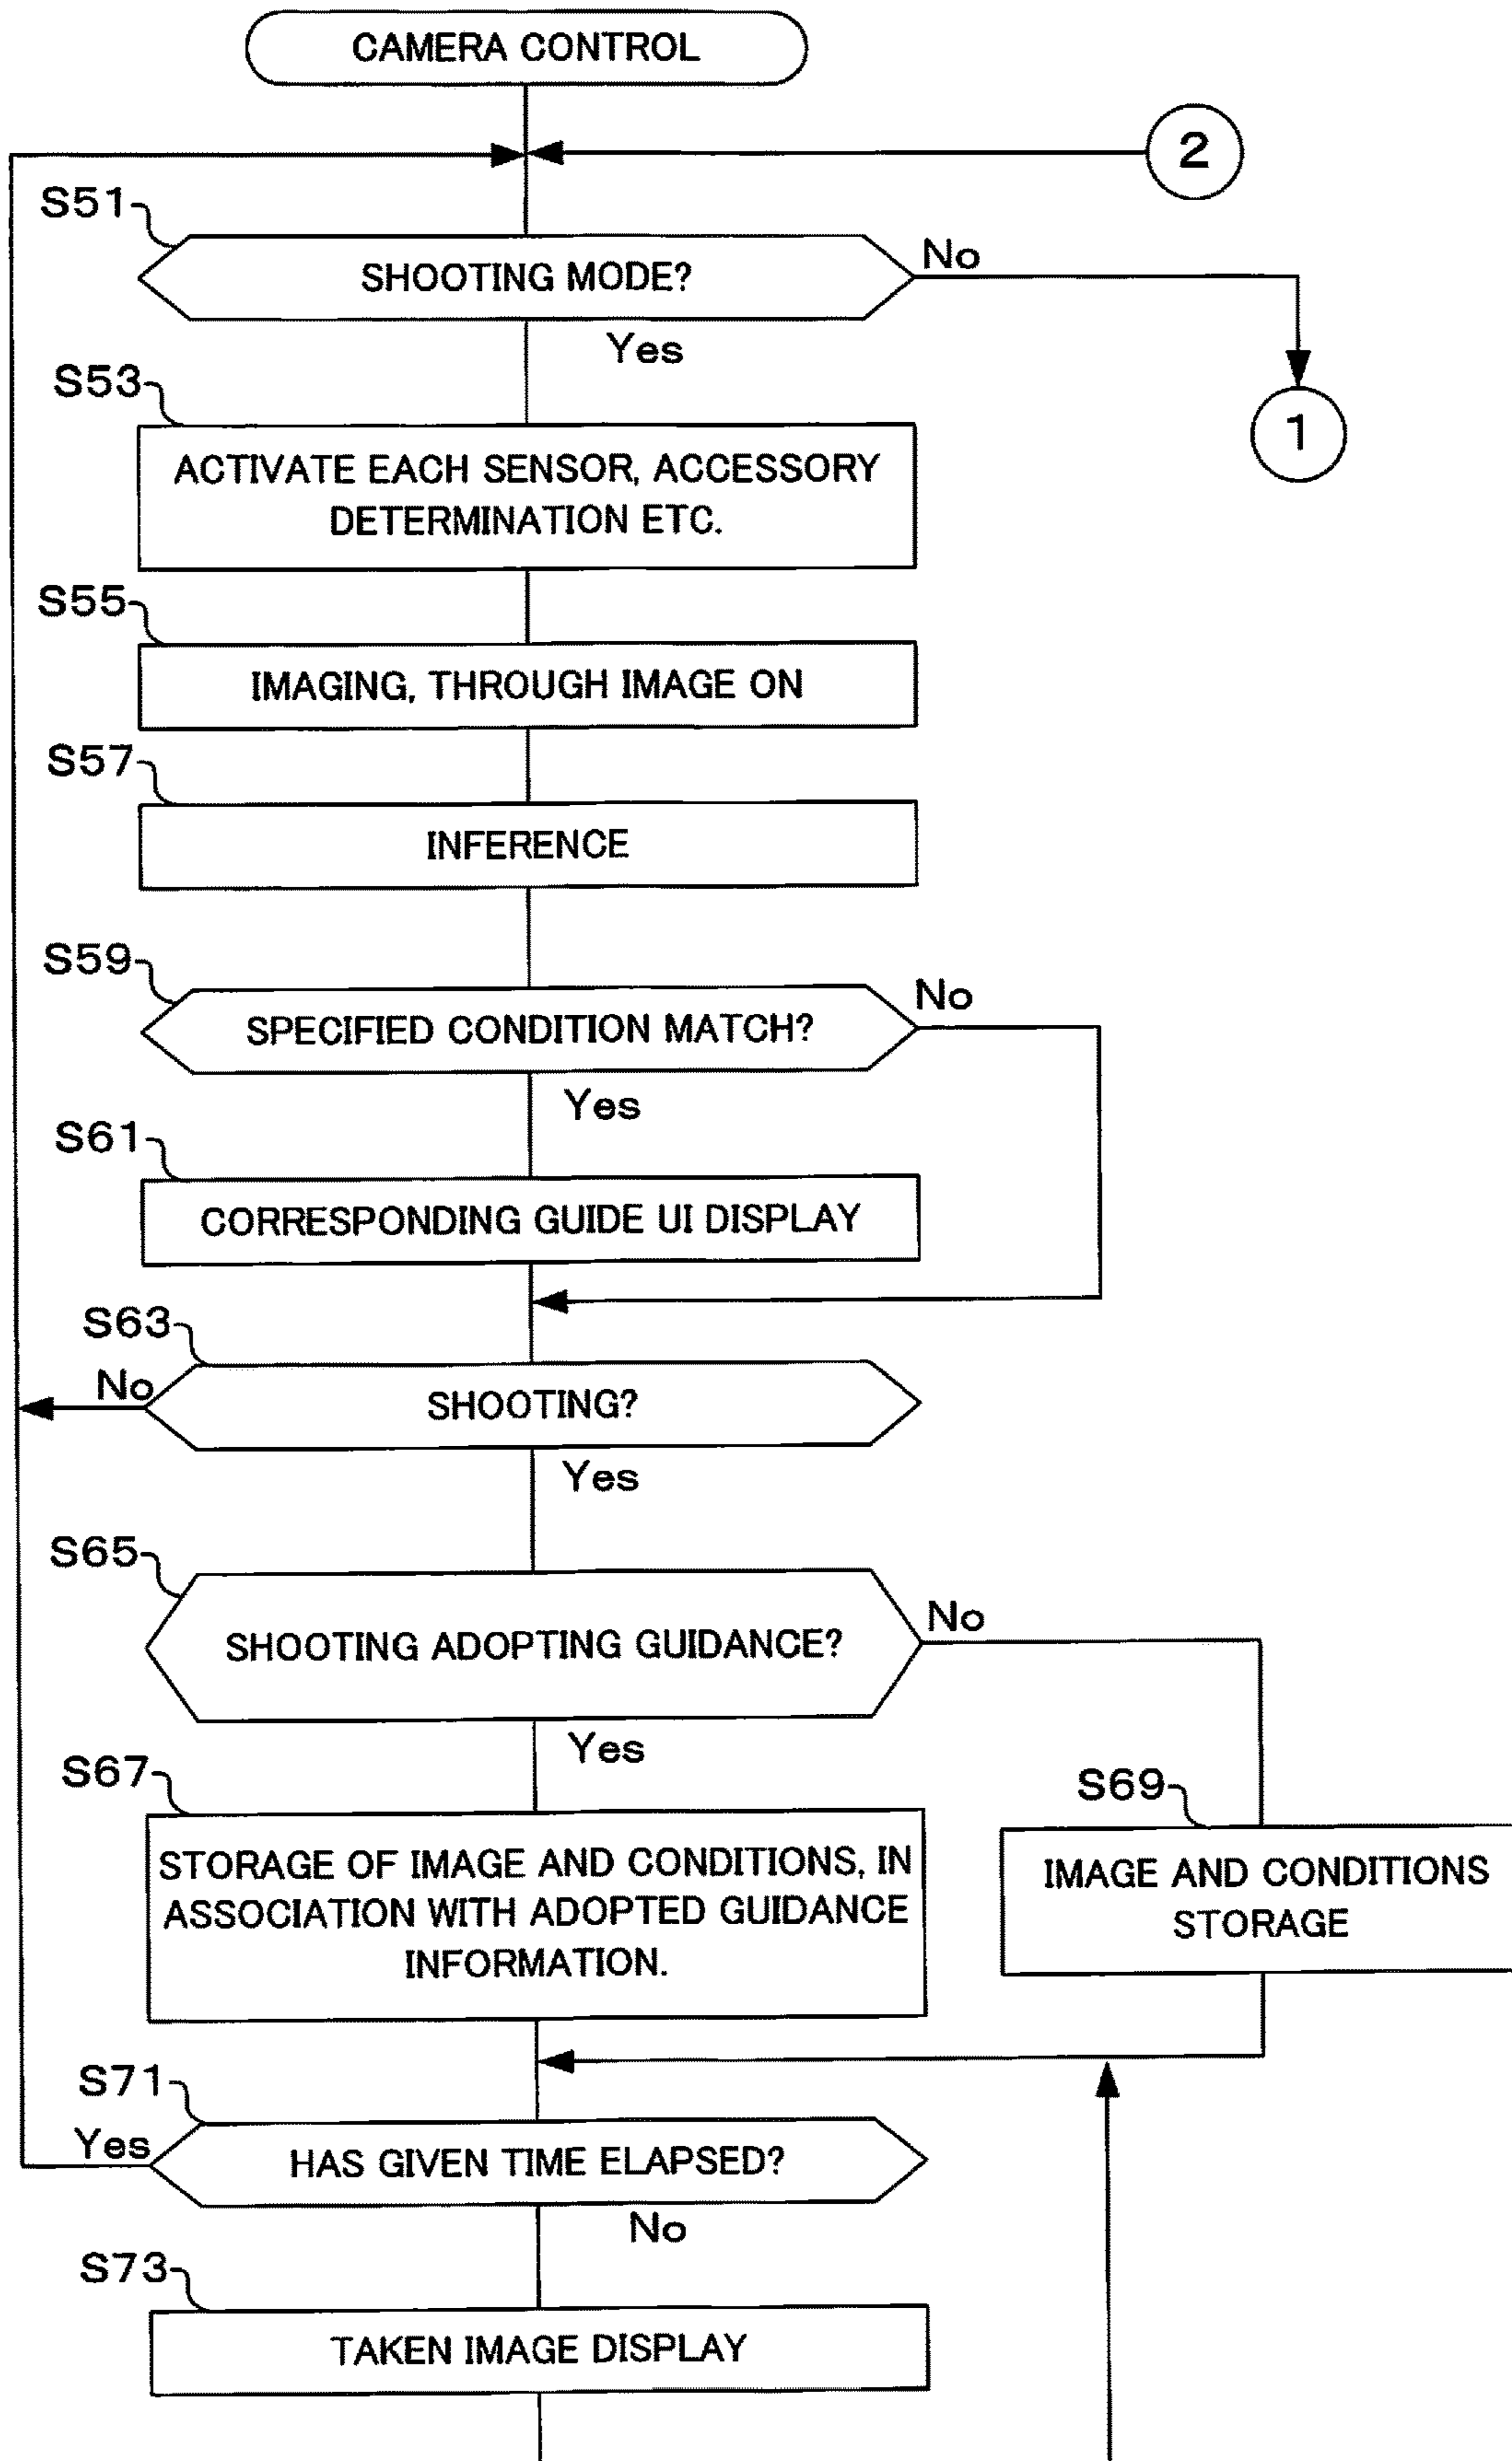 CAMERA CONTROL
2
S51
SHOOTING MODE?
No
Yes
1
S53
ACTIVATE EACH SENSOR, ACCESSORY
DETERMINATION ETC.
S55
IMAGING, THROUGH IMAGE ON
S57
INFERENCE
S59
SPECIFIED CONDITION MATCH?
No
Yes
S61
CORRESPONDING GUIDE UI DISPLAY
S63
No
SHOOTING?
Yes
S65
SHOOTING ADOPTING GUIDANCE?
No
Yes
S67
STORAGE OF IMAGE AND CONDITIONS, IN
ASSOCIATION WITH ADOPTED GUIDANCE
INFORMATION.
S69
IMAGE AND CONDITIONS
STORAGE
S71
Yes
HAS GIVEN TIME ELAPSED?
No
S73
TAKEN IMAGE DISPLAY